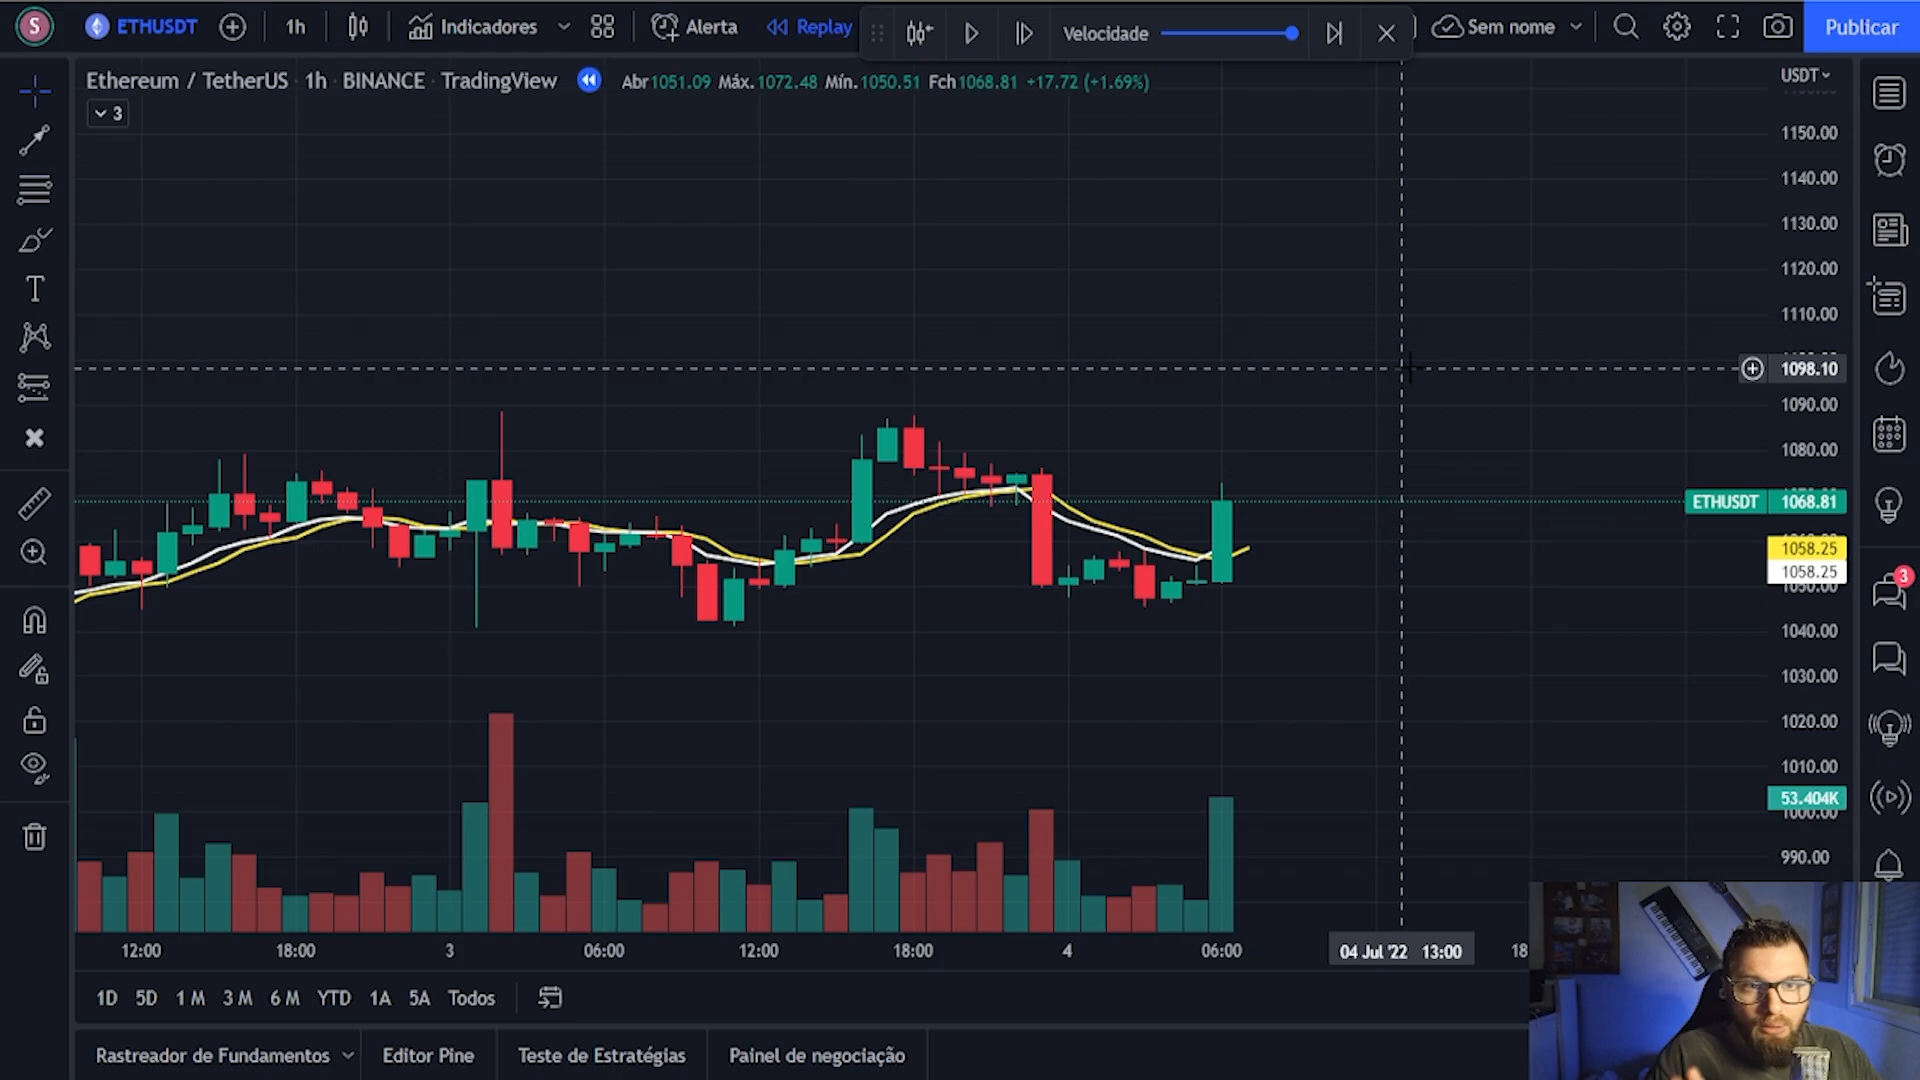 S ETHUSDT 1h Indicadores Alerta Replay Velocidade Sem nome Publicar
Ethereum / TetherUS 1h BINANCE TradingView Abr1051.09 Máx.1072.48 Mín.1050.51 Fch1068.81 +17.72 (+1.69%)
USDT
3
1150.00
1140.00
1130.00
1120.00
1110.00
1098.10
1090.00
1080.00
ETHUSDT 1068.81
1058.25
1058.25
1040.00
1030.00
1020.00
1010.00
53.404K
1000.00
990.00
3
12:00 18:00 3 06:00 12:00 18:00 4 06:00 04 Jul '22 13:00 18
1D 5D 1 M 3 M 6 M YTD 1A 5A Todos
Rastreador de Fundamentos Editor Pine Teste de Estratégias Painel de negociação